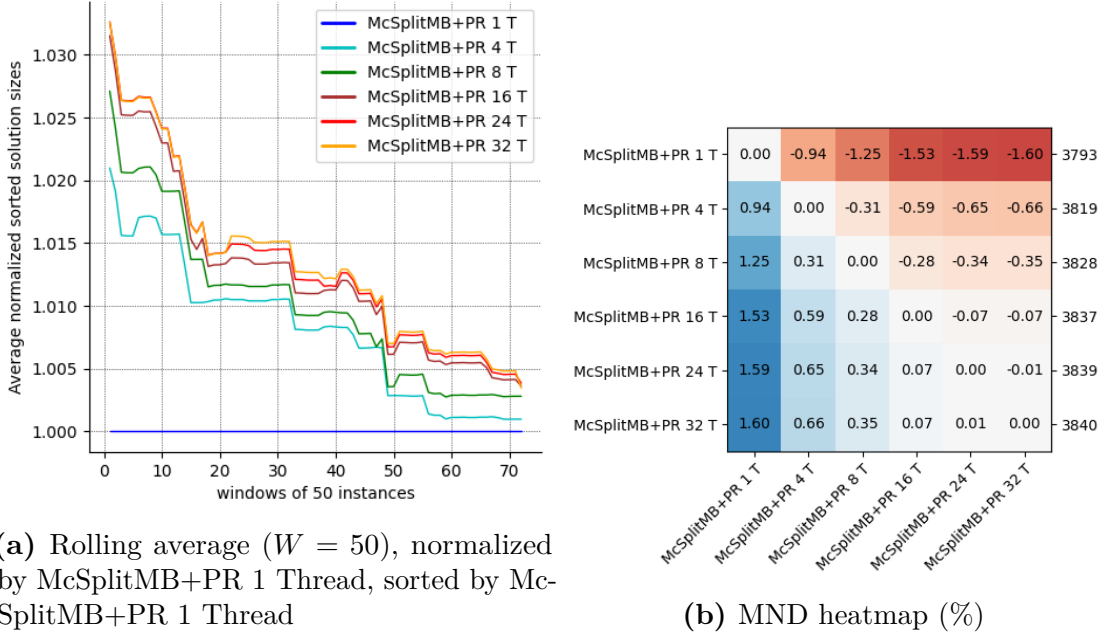 Average normalized sorted solution sizes
1.030
1.025
1.020
1.015
1.010
1.005
1.000
McSplitMB+PR 1 T
McSplitMB+PR 4 T
McSplitMB+PR 8 T
McSplitMB+PR 16 T
McSplitMB+PR 24 T
McSplitMB+PR 32 T
0 10 20 30 40 50 60 70
windows of 50 instances
(a) Rolling average (W = 50), normalized
by McSplitMB+PR 1 Thread, sorted by Mc-
SplitMB+PR 1 Thread
McSplitMB+PR 1 T 0.00 -0.94 -1.25 -1.53 -1.59 -1.60 3793
McSplitMB+PR 4 T 0.94 0.00 -0.31 -0.59 -0.65 -0.66 3819
McSplitMB+PR 8 T 1.25 0.31 0.00 -0.28 -0.34 -0.35 3828
McSplitMB+PR 16 T 1.53 0.59 0.28 0.00 -0.07 -0.07 3837
McSplitMB+PR 24 T 1.59 0.65 0.34 0.07 0.00 -0.01 3839
McSplitMB+PR 32 T 1.60 0.66 0.35 0.07 0.01 0.00 3840
McSplitMB+PR 1 T
McSplitMB+PR 4 T
McSplitMB+PR 8 T
McSplitMB+PR 16 T
McSplitMB+PR 24 T
McSplitMB+PR 32 T
(b) MND heatmap (%)